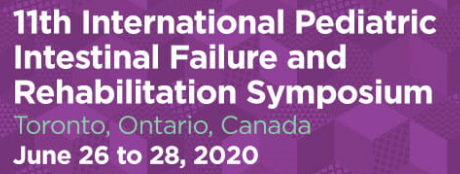 11th International Pediatric
Intestinal Failure and
Rehabilitation Symposium
Toronto, Ontario, Canada
June 26 to 28, 2020